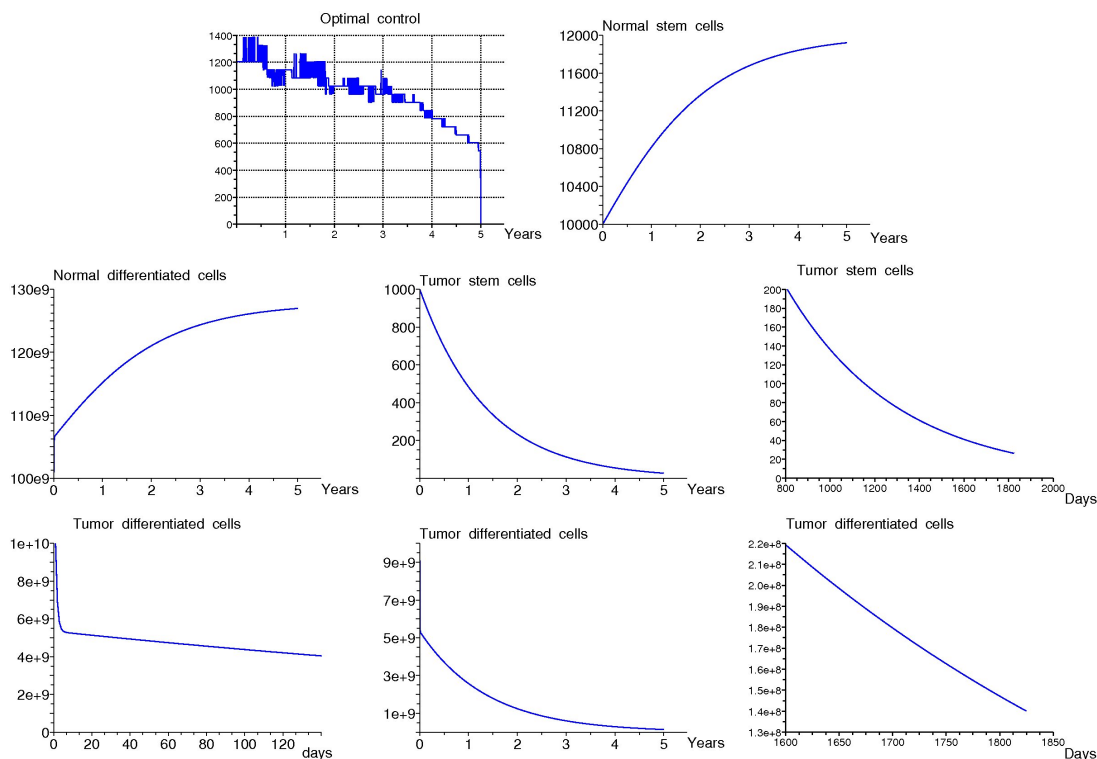 Optimal control
1400
1200
1000
800
600
400
200
0
1 2 3 4 5 Years
Normal stem cells
12000
11600
11200
10800
10400
10000
0 1 2 3 4 5 Years
Normal differentiated cells
130e9
120e9
110e9
100e9
0 1 2 3 4 5 Years
Tumor stem cells
1000
800
600
400
200
0 1 2 3 4 5 Years
Tumor stem cells
200
180
160
140
120
100
80
60
40
20
0
800 1000 1200 1400 1600 1800 2000
Days
Tumor differentiated cells
1e+10
8e+9
6e+9
4e+9
2e+9
0
0 20 40 60 80 100 120
days
Tumor differentiated cells
9e+9
7e+9
5e+9
3e+9
1e+9
0 1 2 3 4 5 Years
Tumor differentiated cells
2.2e+8
2.1e+8
2.0e+8
1.9e+8
1.8e+8
1.7e+8
1.6e+8
1.5e+8
1.4e+8
1.3e+8
1600 1650 1700 1750 1800 1850
Days